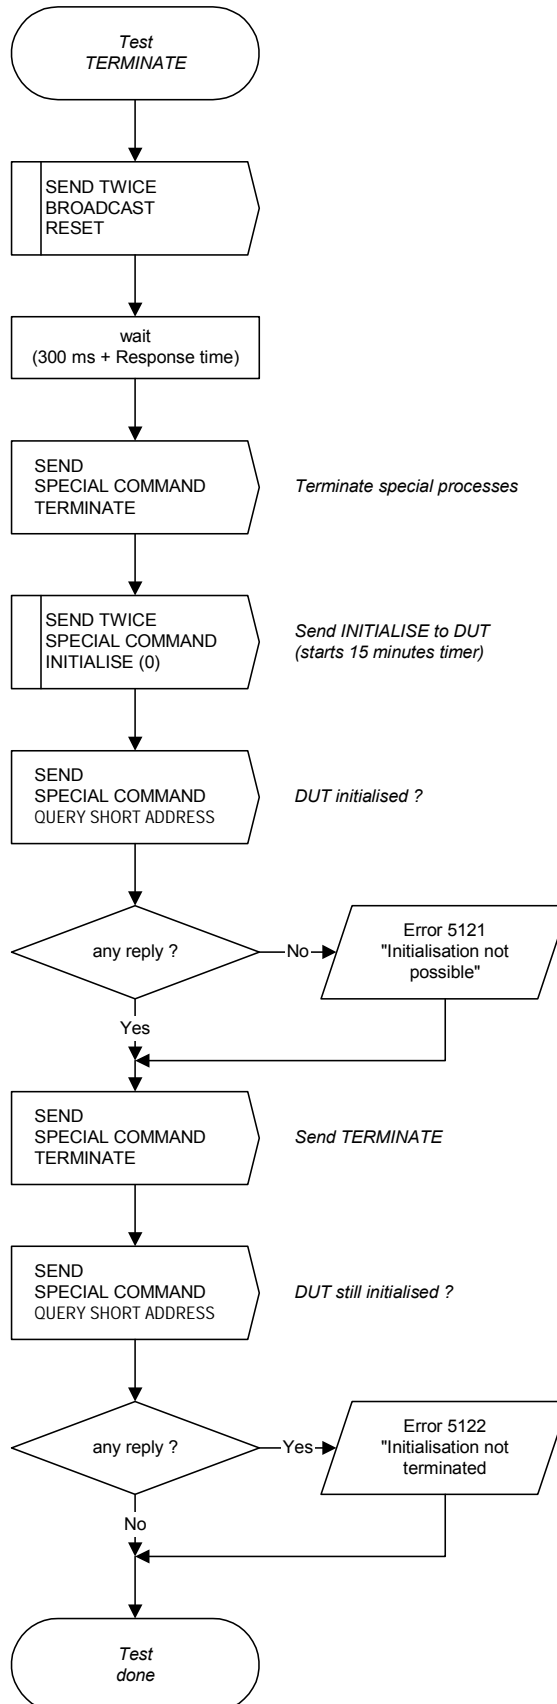 Test
TERMINATE
SEND TWICE
BROADCAST
RESET
wait
(300 ms + Response time)
SEND
SPECIAL COMMAND
TERMINATE
Terminate special processes
SEND TWICE
SPECIAL COMMAND
INITIALISE (0)
Send INITIALISE to DUT
(starts 15 minutes timer)
SEND
SPECIAL COMMAND
QUERY SHORT ADDRESS
DUT initialised ?
any reply ?
No
Error 5121
"Initialisation not
possible"
Yes
SEND
SPECIAL COMMAND
TERMINATE
Send TERMINATE
SEND
SPECIAL COMMAND
QUERY SHORT ADDRESS
DUT still initialised ?
any reply ?
Yes
Error 5122
"Initialisation not
terminated
No
Test
done